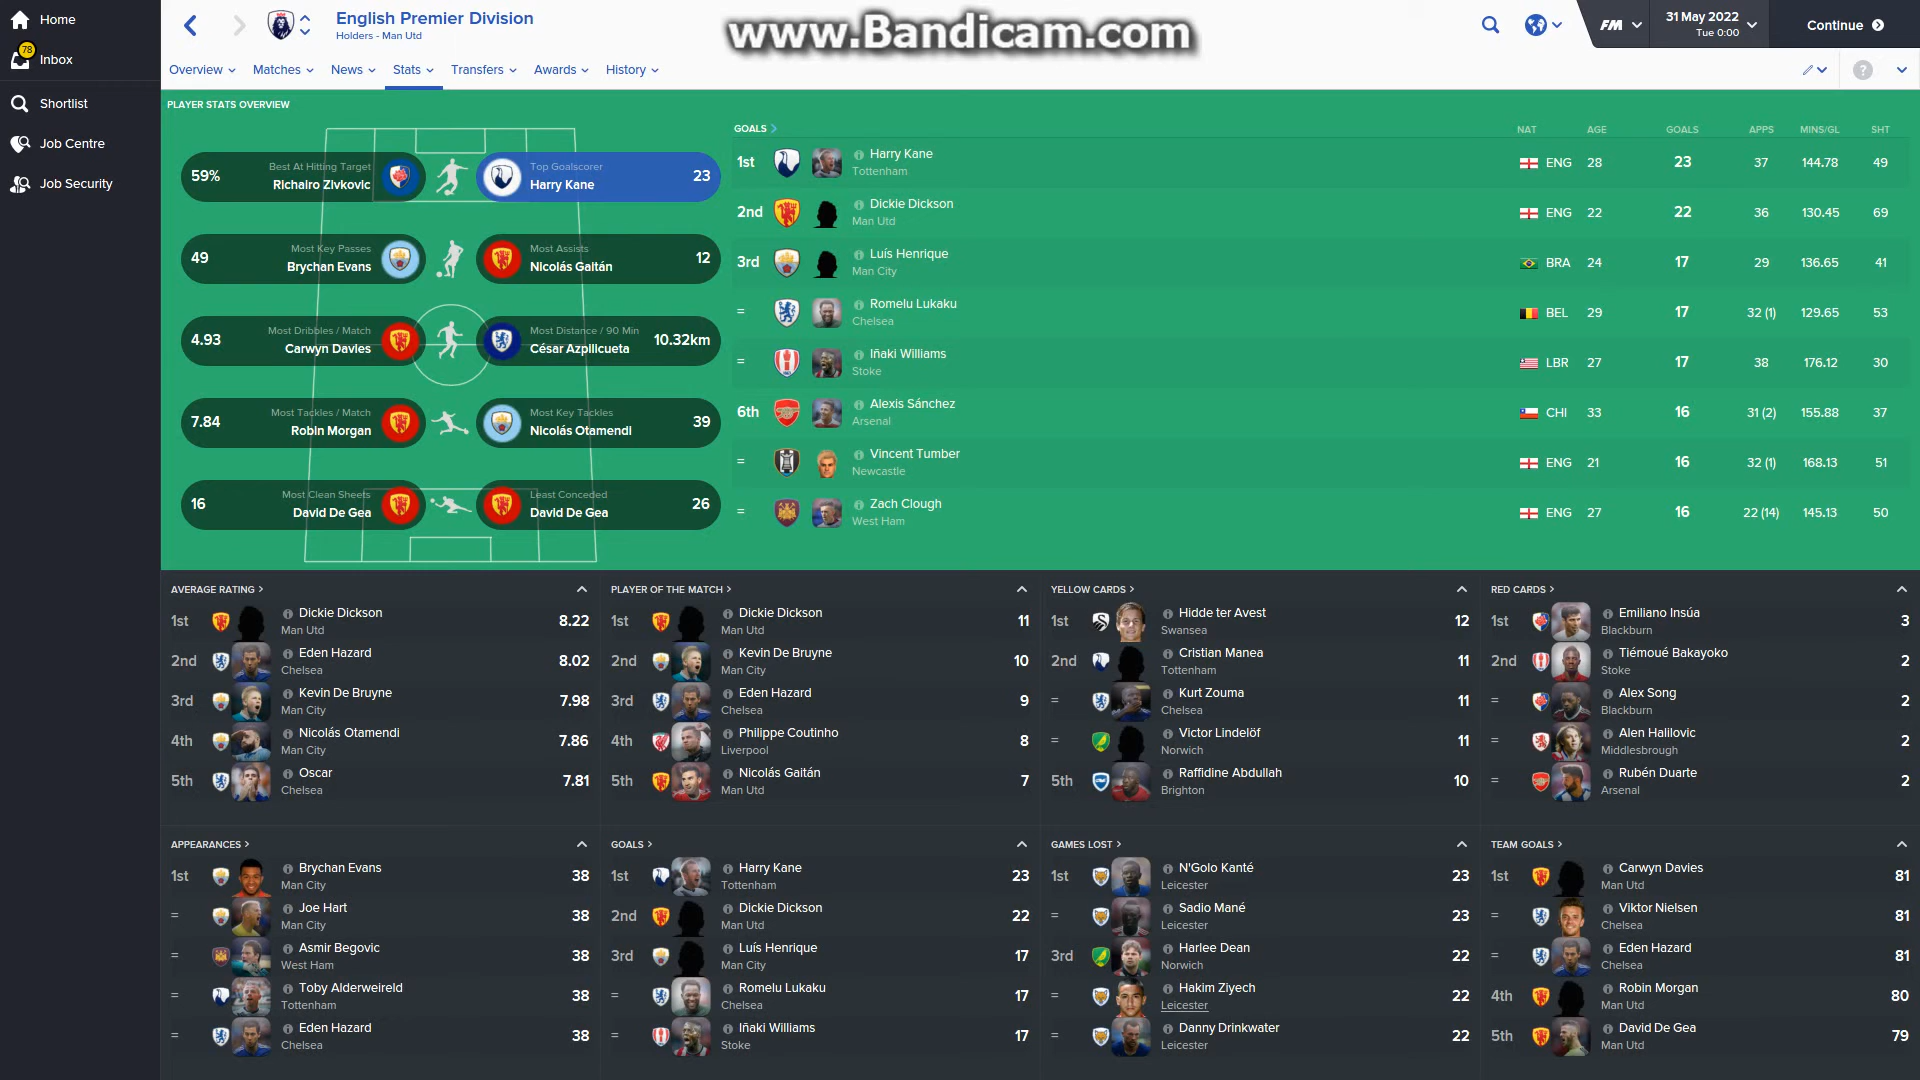 Home
78
Inbox
Shortlist
Job Centre
Job Security
English Premier Division
Holders - Man Utd
www.Bandicam.com
FM
31 May 2022
Tue 0:00
Continue
Overview Matches News Stats Transfers Awards History
?
PLAYER STATS OVERVIEW
59% Best At Hitting Target
Richairo Zivkovic
Top Goalscorer
Harry Kane 23
49 Most Key Passes
Brychan Evans
Most Assists
Nicolás Gaitán 12
4.93 Most Dribbles / Match
Carwyn Davies
Most Distance / 90 Min
César Azpilicueta 10.32km
7.84 Most Tackles / Match
Robin Morgan
Most Key Tackles
Nicolás Otamendi 39
16 Most Clean Sheets
David De Gea
Least Conceded
David De Gea 26
GOALS NAT AGE GOALS APPS MINS/GL SHT
1st Harry Kane ENG 28 23 37 144.78 49
Tottenham
2nd Dickie Dickson ENG 22 22 36 130.45 69
Man Utd
3rd Luís Henrique BRA 24 17 29 136.65 41
Man City
= Romelu Lukaku BEL 29 17 32 (1) 129.65 53
Chelsea
= Iñaki Williams LBR 27 17 38 176.12 30
Stoke
6th Alexis Sánchez CHI 33 16 31 (2) 155.88 37
Arsenal
= Vincent Tumber ENG 21 16 32 (1) 168.13 51
Newcastle
= Zach Clough ENG 27 16 22 (14) 145.13 50
West Ham
AVERAGE RATING
1st Dickie Dickson 8.22
Man Utd
2nd Eden Hazard 8.02
Chelsea
3rd Kevin De Bruyne 7.98
Man City
4th Nicolás Otamendi 7.86
Man City
5th Oscar 7.81
Chelsea
PLAYER OF THE MATCH
1st Dickie Dickson 11
Man Utd
2nd Kevin De Bruyne 10
Man City
3rd Eden Hazard 9
Chelsea
4th Philippe Coutinho 8
Liverpool
5th Nicolás Gaitán 7
Man Utd
YELLOW CARDS
1st Hidde ter Avest 12
Swansea
2nd Cristian Manea 11
Tottenham
= Kurt Zouma 11
Chelsea
= Victor Lindelöf 11
Norwich
5th Raffidine Abdullah 10
Brighton
RED CARDS
1st Emiliano Insúa 3
Blackburn
2nd Tiémoué Bakayoko 2
Stoke
= Alex Song 2
Blackburn
= Alen Halilovic 2
Middlesbrough
= Rubén Duarte 2
Arsenal
APPEARANCES
1st Brychan Evans 38
Man City
= Joe Hart 38
Man City
= Asmir Begovic 38
West Ham
= Toby Alderweireld 38
Tottenham
= Eden Hazard 38
Chelsea
GOALS
1st Harry Kane 23
Tottenham
2nd Dickie Dickson 22
Man Utd
3rd Luís Henrique 17
Man City
= Romelu Lukaku 17
Chelsea
= Iñaki Williams 17
Stoke
GAMES LOST
1st N'Golo Kanté 23
Leicester
= Sadio Mané 23
Leicester
3rd Harlee Dean 22
Norwich
= Hakim Ziyech 22
Leicester
= Danny Drinkwater 22
Leicester
TEAM GOALS
1st Carwyn Davies 81
Man Utd
= Viktor Nielsen 81
Chelsea
= Eden Hazard 81
Chelsea
4th Robin Morgan 80
Man Utd
5th David De Gea 79
Man Utd